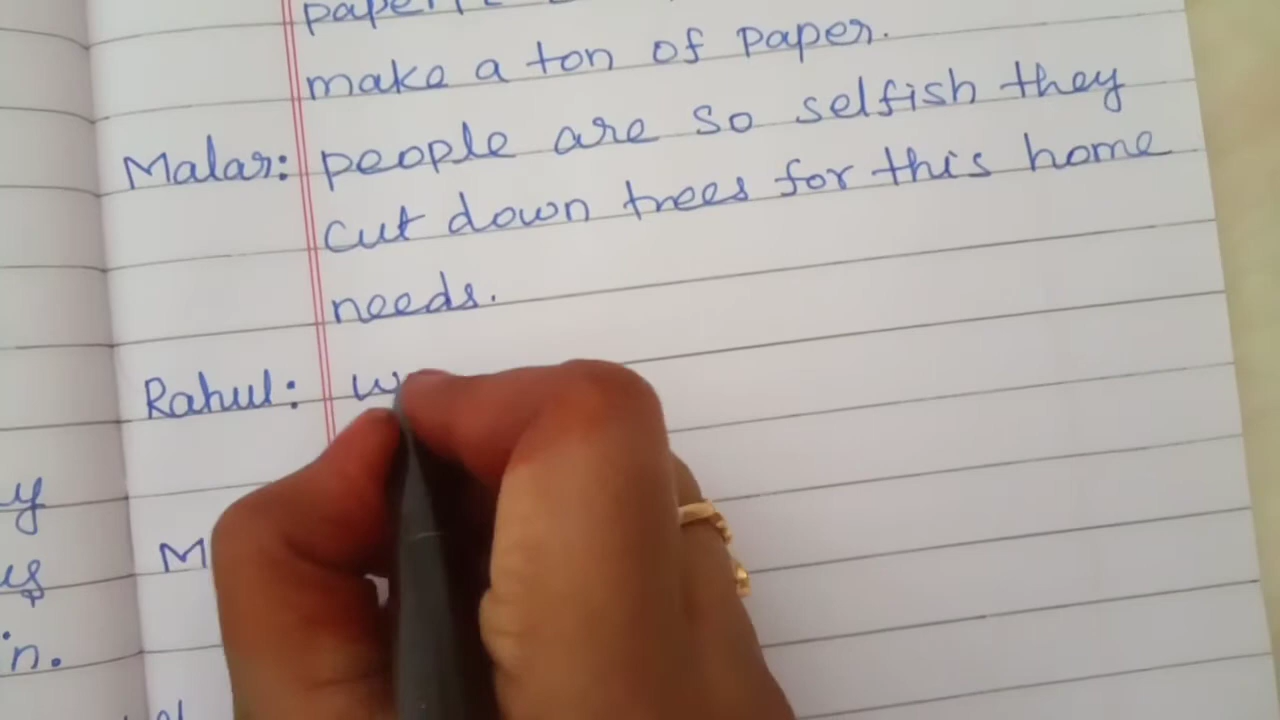 make a ton of paper.
Malar: people are so selfish they
cut down trees for this home
needs.
Rahul: w